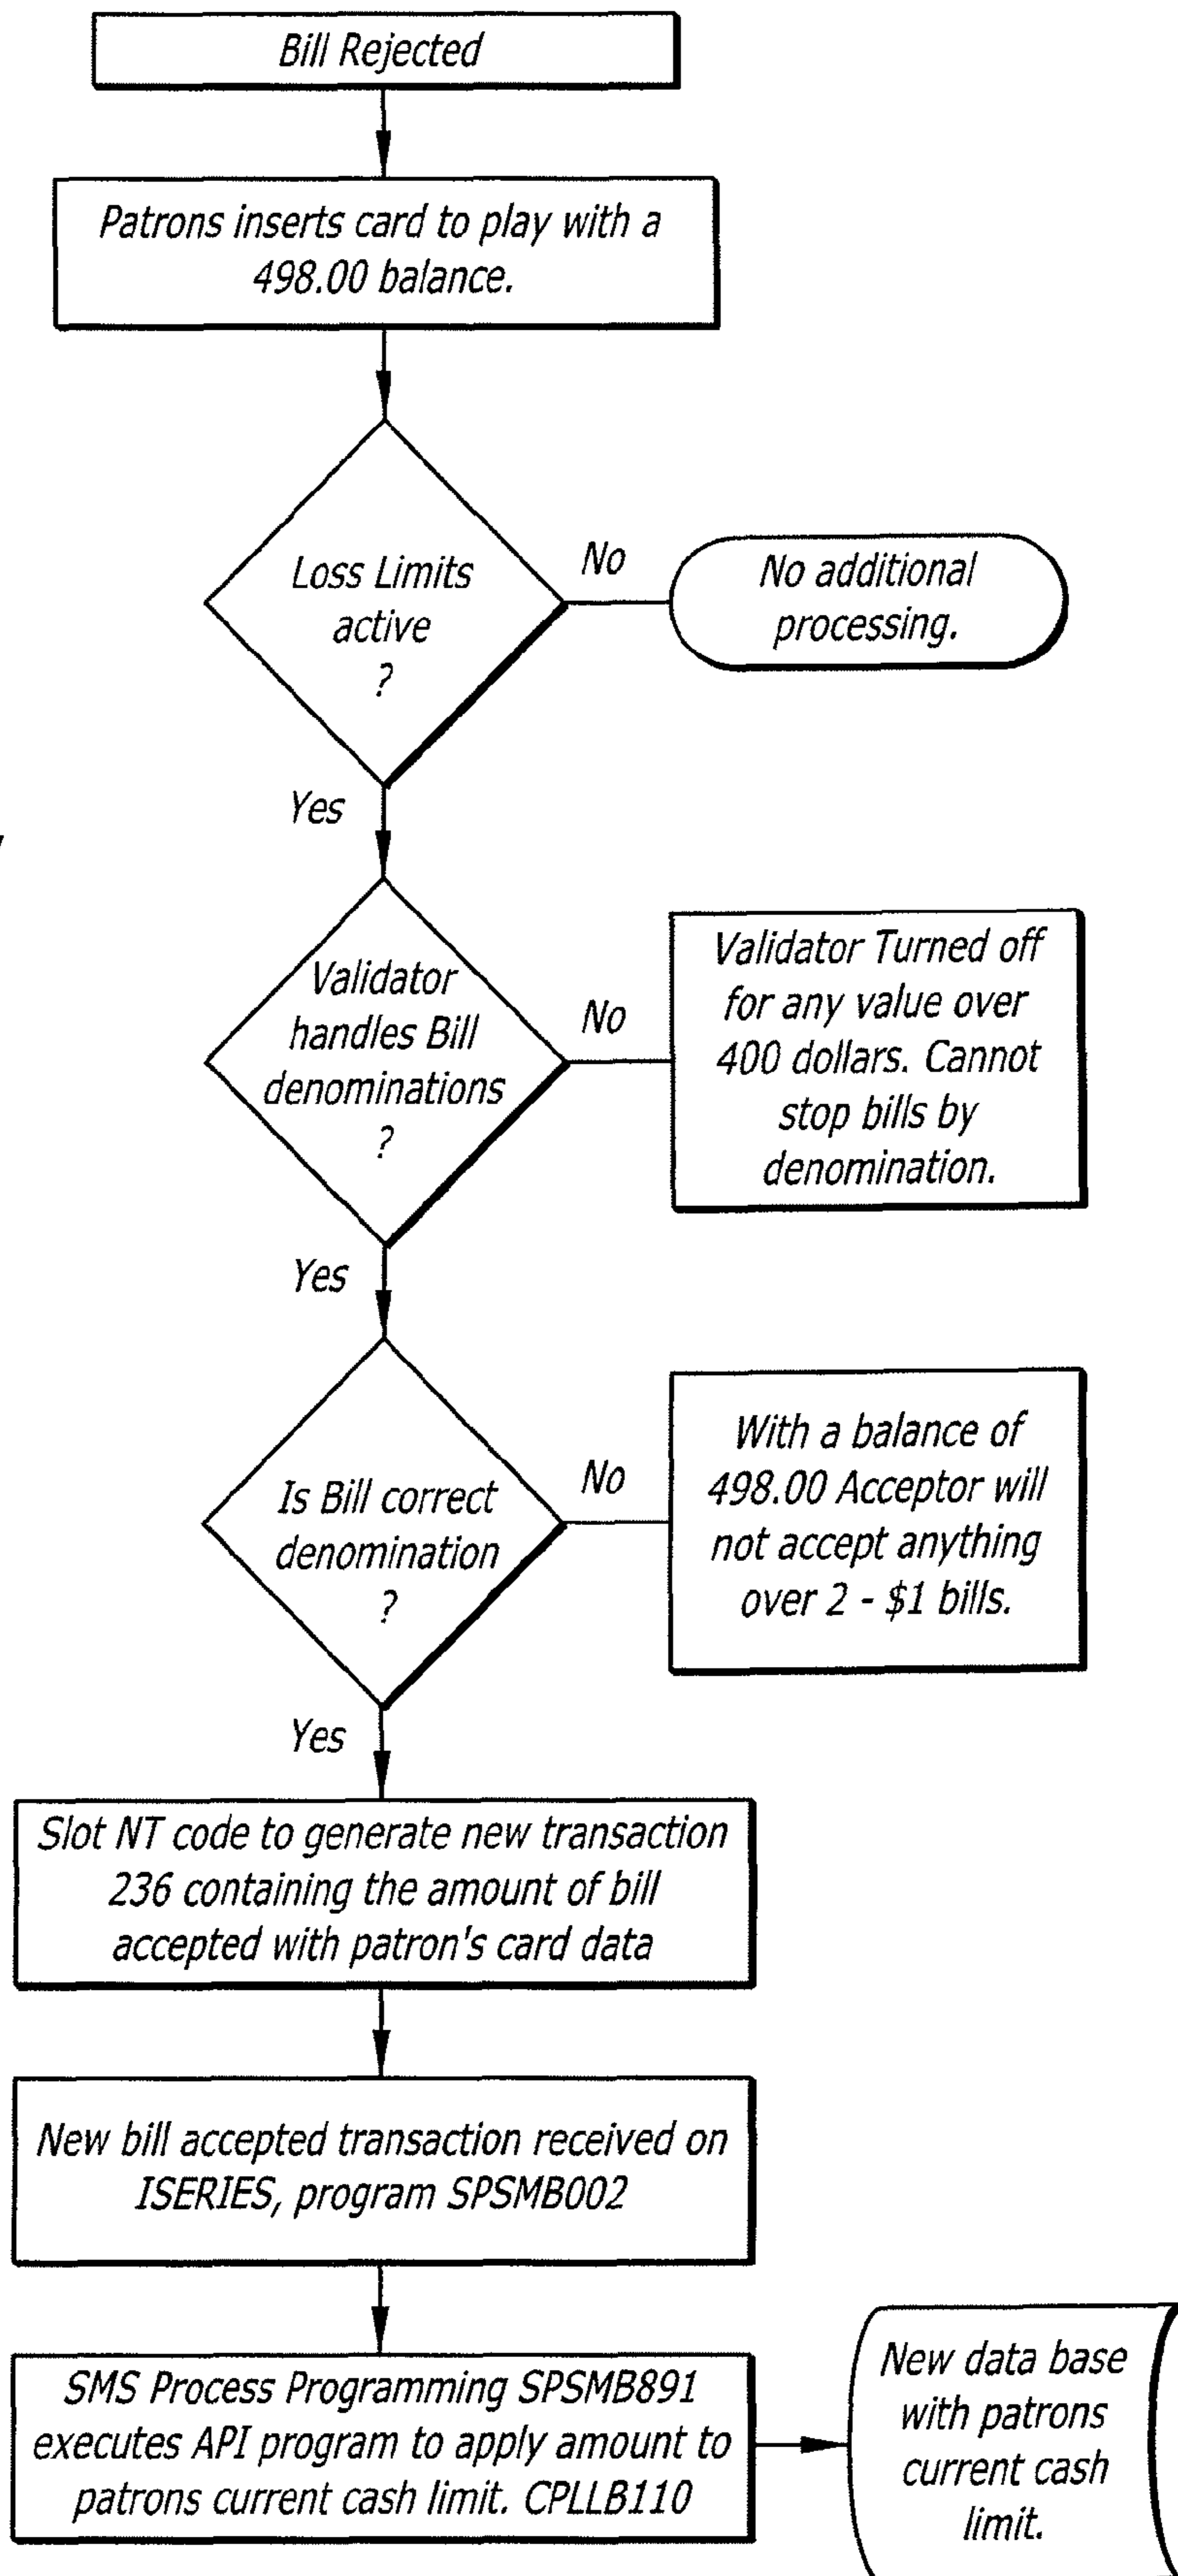 Bill Rejected
Patrons inserts card to play with a
498.00 balance.
Loss Limits
active
?
No
No additional
processing.
Yes
Validator
handles Bill
denominations
?
No
Validator Turned off
for any value over
400 dollars. Cannot
stop bills by
denomination.
Yes
Is Bill correct
denomination
?
No
With a balance of
498.00 Acceptor will
not accept anything
over 2 - $1 bills.
Yes
Slot NT code to generate new transaction
236 containing the amount of bill
accepted with patron's card data
New bill accepted transaction received on
ISERIES, program SPSMB002
SMS Process Programming SPSMB891
executes API program to apply amount to
patrons current cash limit. CPLLB110
New data base
with patrons
current cash
limit.